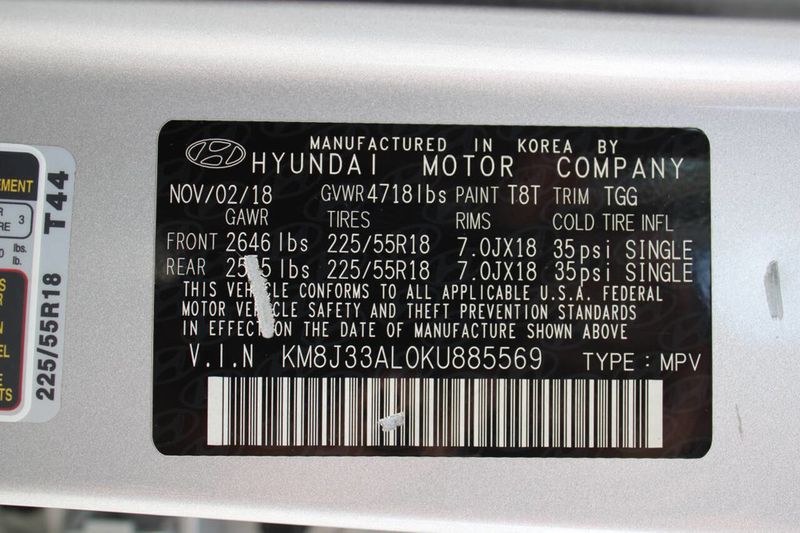 MANUFACTURED IN KOREA BY
HYUNDAI MOTOR COMPANY
NOV/02/18 GVWR 4718lbs PAINT T8T TRIM TGG
GAWR TIRES RIMS COLD TIRE INFL
FRONT 2646 lbs 225/55R18 7.0JX18 35psi SINGLE
REAR lbs 225/55R18 7.0JX18 35psi SINGLE
THIS VEHICLE CONFORMS TO ALL APPLICABLE U.S.A. FEDERAL
MOTOR VEHICLE SAFETY AND THEFT PREVENTION STANDARDS
IN EFFECT ON THE DATE OF MANUFACTURE SHOWN ABOVE
V.I.N KM8J33AL0KU885569 TYPE : MPV
3
lbs.
lb.
225/55R18 T44